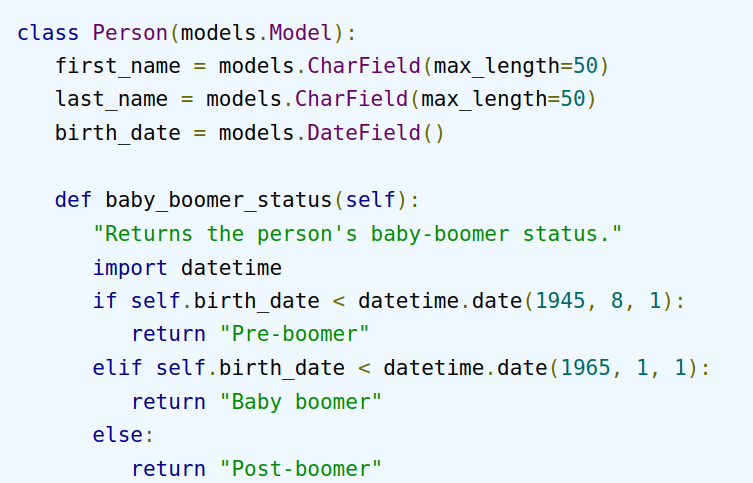 class Person(models.Model):
   first_name = models.CharField(max_length=50)
   last_name = models.CharField(max_length=50)
   birth_date = models.DateField()

   def baby_boomer_status(self):
      "Returns the person's baby-boomer status."
      import datetime
      if self.birth_date < datetime.date(1945, 8, 1):
         return "Pre-boomer"
      elif self.birth_date < datetime.date(1965, 1, 1):
         return "Baby boomer"
      else:
         return "Post-boomer"